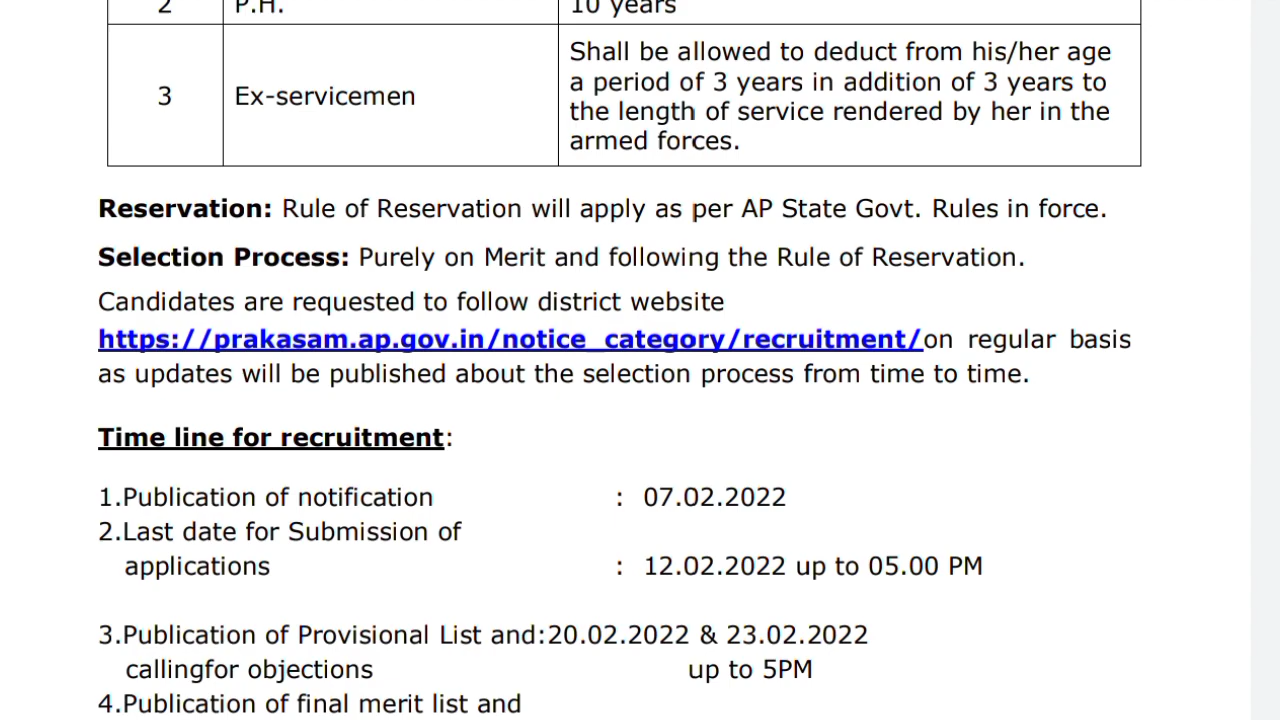 2 P.H. 10 years
Shall be allowed to deduct from his/her age
a period of 3 years in addition of 3 years to
3 Ex-servicemen
the length of service rendered by her in the
armed forces.
Reservation: Rule of Reservation will apply as per AP State Govt. Rules in force.
Selection Process: Purely on Merit and following the Rule of Reservation.
Candidates are requested to follow district website
https://prakasam.ap.gov.in/notice_category/recruitment/on regular basis
as updates will be published about the selection process from time to time.
Time line for recruitment:
1.Publication of notification : 07.02.2022
2.Last date for Submission of
applications : 12.02.2022 up to 05.00 PM
3.Publication of Provisional List and:20.02.2022 & 23.02.2022
callingfor objections up to 5PM
4.Publication of final merit list and